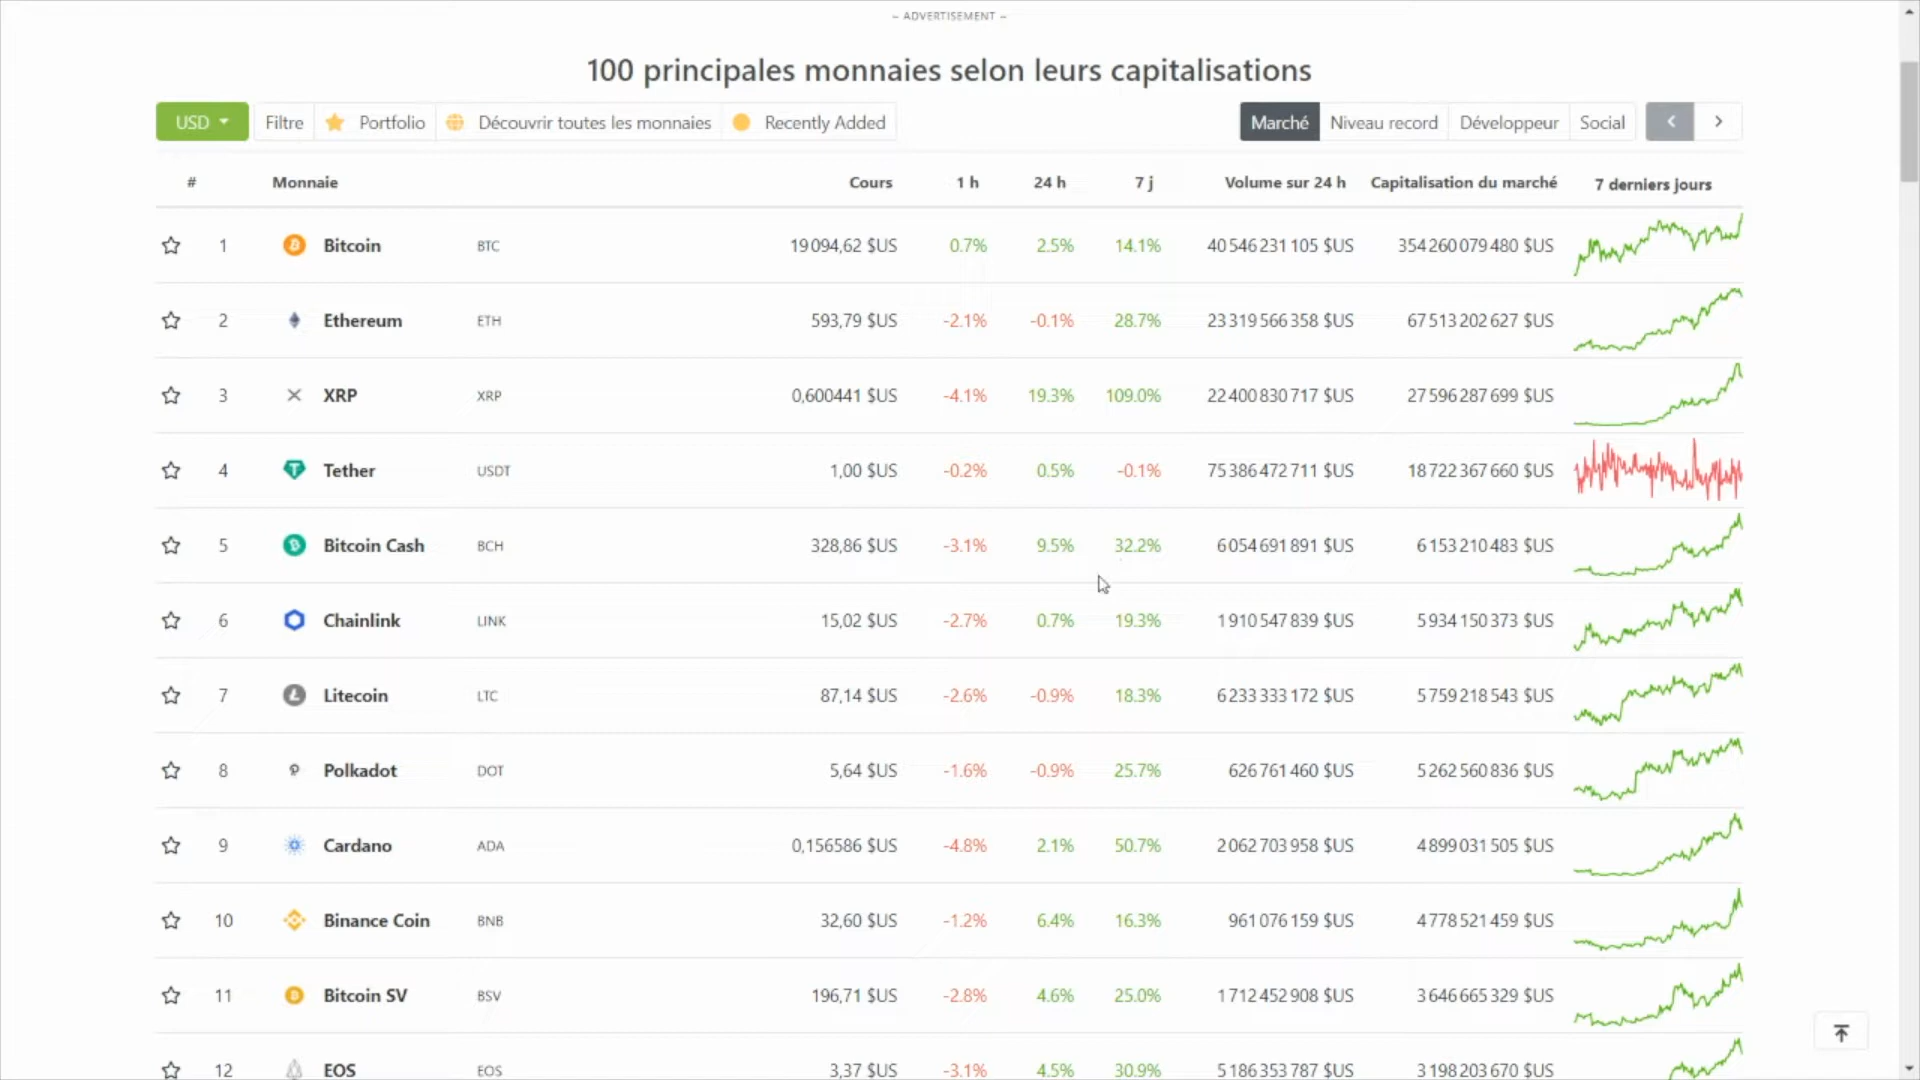 – ADVERTISEMENT –
100 principales monnaies selon leurs capitalisations
USD Filtre Portfolio Découvrir toutes les monnaies Recently Added Marché Niveau record Développeur Social
# Monnaie Cours 1 h 24 h 7 j Volume sur 24 h Capitalisation du marché 7 derniers jours
1 Bitcoin BTC 19 094,62 $US 0.7% 2.5% 14.1% 40 546 231 105 $US 354 260 079 480 $US
2 Ethereum ETH 593,79 $US -2.1% -0.1% 28.7% 23 319 566 358 $US 67 513 202 627 $US
3 XRP XRP 0,600441 $US -4.1% 19.3% 109.0% 22 400 830 717 $US 27 596 287 699 $US
4 Tether USDT 1,00 $US -0.2% 0.5% -0.1% 75 386 472 711 $US 18 722 367 660 $US
5 Bitcoin Cash BCH 328,86 $US -3.1% 9.5% 32.2% 6 054 691 891 $US 6 153 210 483 $US
6 Chainlink LINK 15,02 $US -2.7% 0.7% 19.3% 1 910 547 839 $US 5 934 150 373 $US
7 Litecoin LTC 87,14 $US -2.6% -0.9% 18.3% 6 233 333 172 $US 5 759 218 543 $US
8 Polkadot DOT 5,64 $US -1.6% -0.9% 25.7% 626 761 460 $US 5 262 560 836 $US
9 Cardano ADA 0,156586 $US -4.8% 2.1% 50.7% 2 062 703 958 $US 4 899 031 505 $US
10 Binance Coin BNB 32,60 $US -1.2% 6.4% 16.3% 961 076 159 $US 4 778 521 459 $US
11 Bitcoin SV BSV 196,71 $US -2.8% 4.6% 25.0% 1 712 452 908 $US 3 646 665 329 $US
12 EOS EOS 3,37 $US -3.1% 4.5% 30.9% 5 186 353 787 $US 3 198 203 670 $US